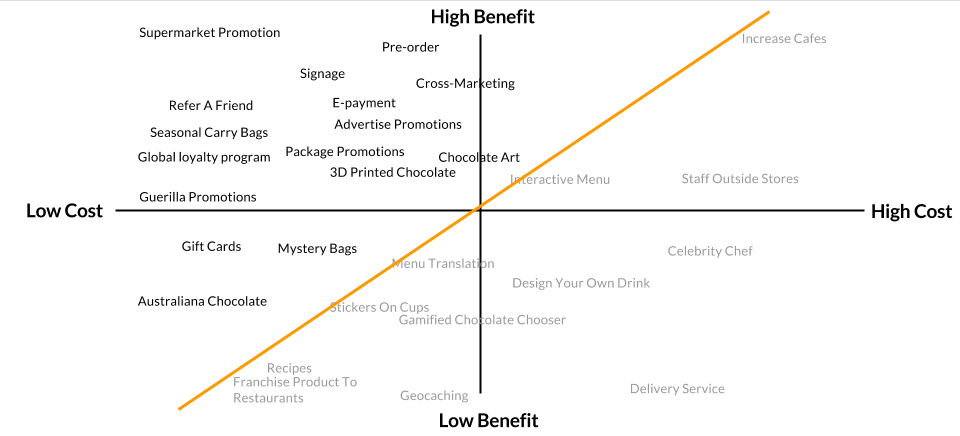 High Benefit
Supermarket Promotion
Increase Cafes
Pre-order
Signage
Cross-Marketing
E-payment
Refer A Friend
Advertise Promotions
Seasonal Carry Bags
Package Promotions
Global loyalty program
Chocolate Art
3D Printed Chocolate
Interactive Menu
Staff Outside Stores
Guerilla Promotions
Low Cost
High Cost
Gift Cards
Mystery Bags
Celebrity Chef
Menu Translation
Design Your Own Drink
Australiana Chocolate
Stickers On Cups
Gamified Chocolate Chooser
Recipes
Franchise Product To
Restaurants
Delivery Service
Geocaching
Low Benefit